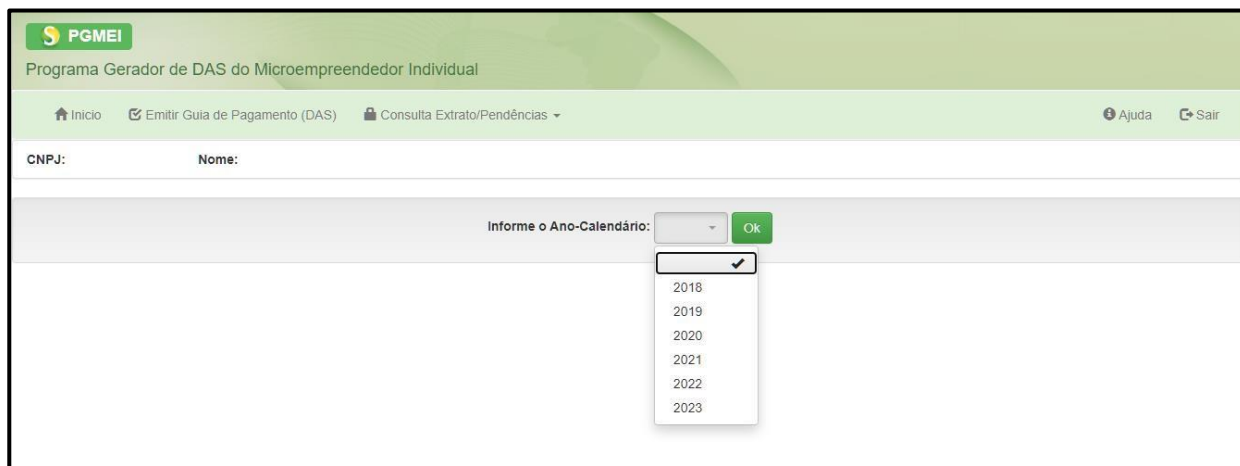 PGMEI
Programa Gerador de DAS do Microempreendedor Individual
Inicio Emitir Guia de Pagamento (DAS) Consulta Extrato/Pendências Ajuda Sair
CNPJ: Nome:
Informe o Ano-Calendário: Ok
2018
2019
2020
2021
2022
2023